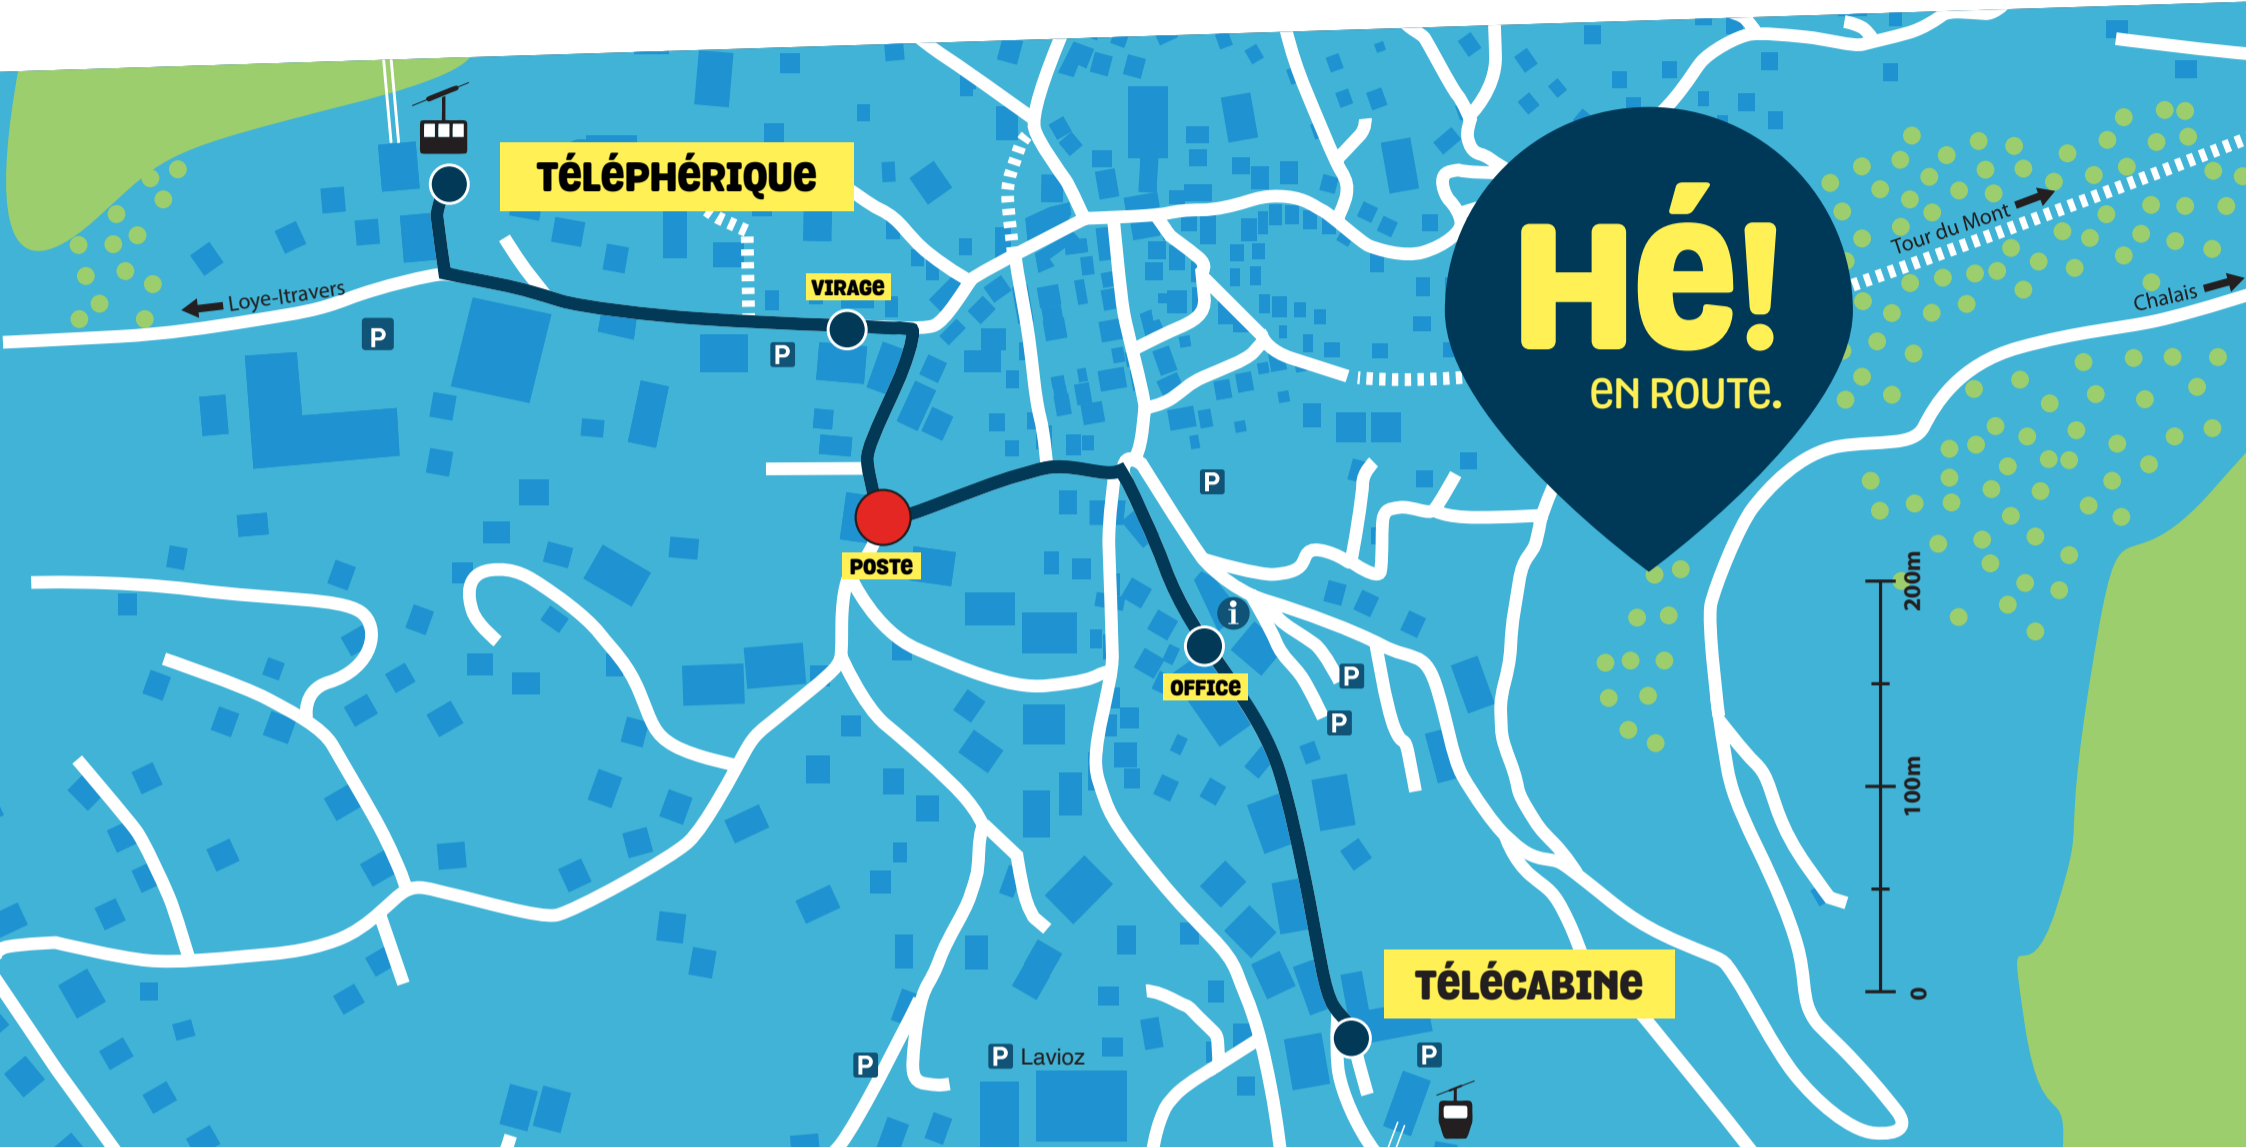 TÉLÉPHÉRIQUE
Hé!
EN ROUTE.
Tour du Mont
Chalais
Loye-Itravers
VIRAGE
P
P
P
POSTE
i
OFFICE
P
P
200m
100m
0
TÉLÉCABINE
P
P Lavioz
P